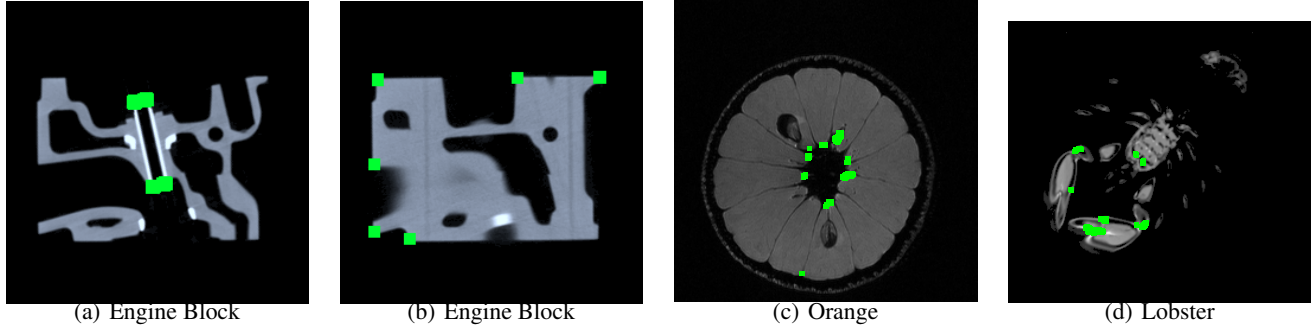 (a) Engine Block
(b) Engine Block
(c) Orange
(d) Lobster